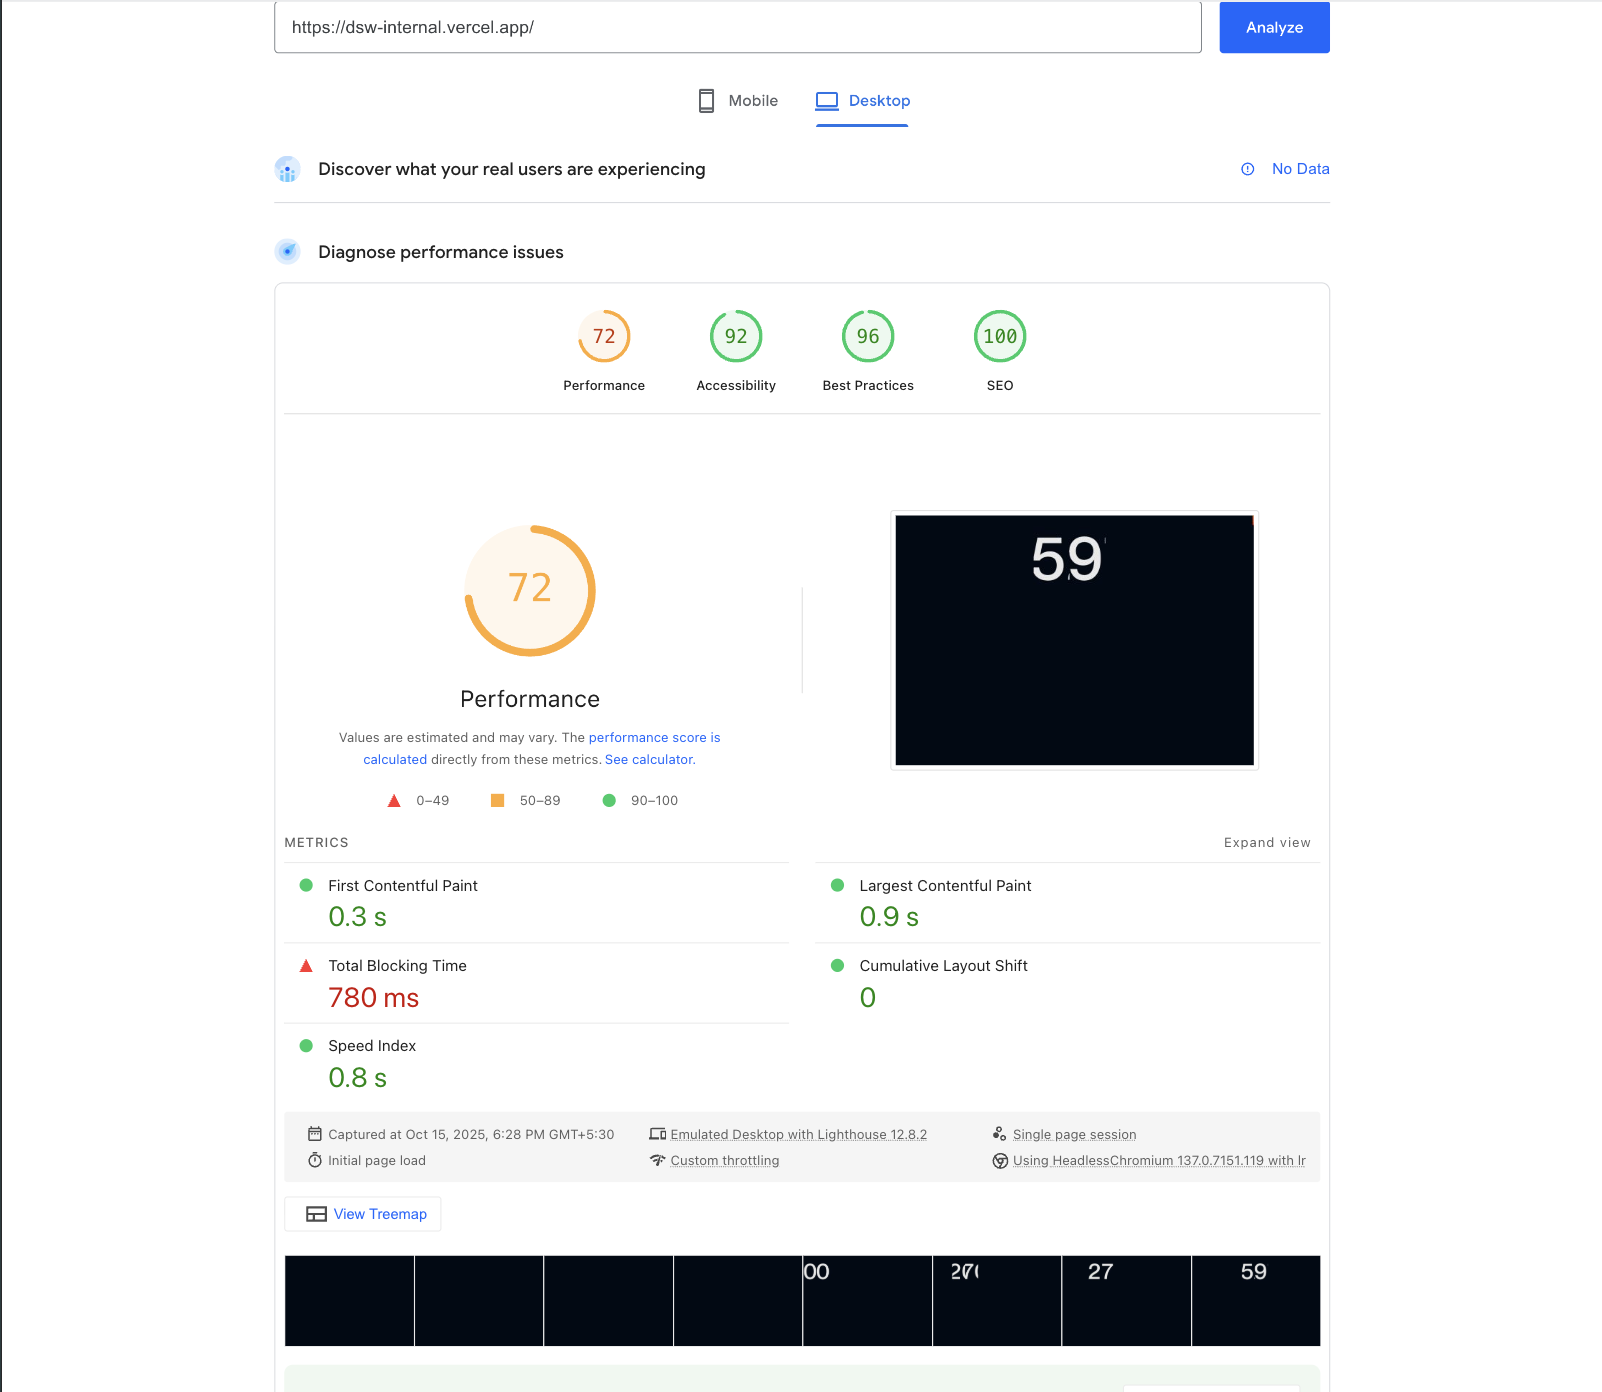 https://dsw-internal.vercel.app/
Analyze
Mobile
Desktop
Discover what your real users are experiencing
No Data
Diagnose performance issues
72
92
96
100
Performance
Accessibility
Best Practices
SEO
72
59
Performance
Values are estimated and may vary. The performance score is
calculated directly from these metrics. See calculator.
0–49
50–89
90–100
METRICS
Expand view
First Contentful Paint
0.3 s
Largest Contentful Paint
0.9 s
Total Blocking Time
780 ms
Cumulative Layout Shift
0
Speed Index
0.8 s
Captured at Oct 15, 2025, 6:28 PM GMT+5:30
Emulated Desktop with Lighthouse 12.8.2
Single page session
Initial page load
Custom throttling
Using HeadlessChromium 137.0.7151.119 with lr
View Treemap
00
27
59